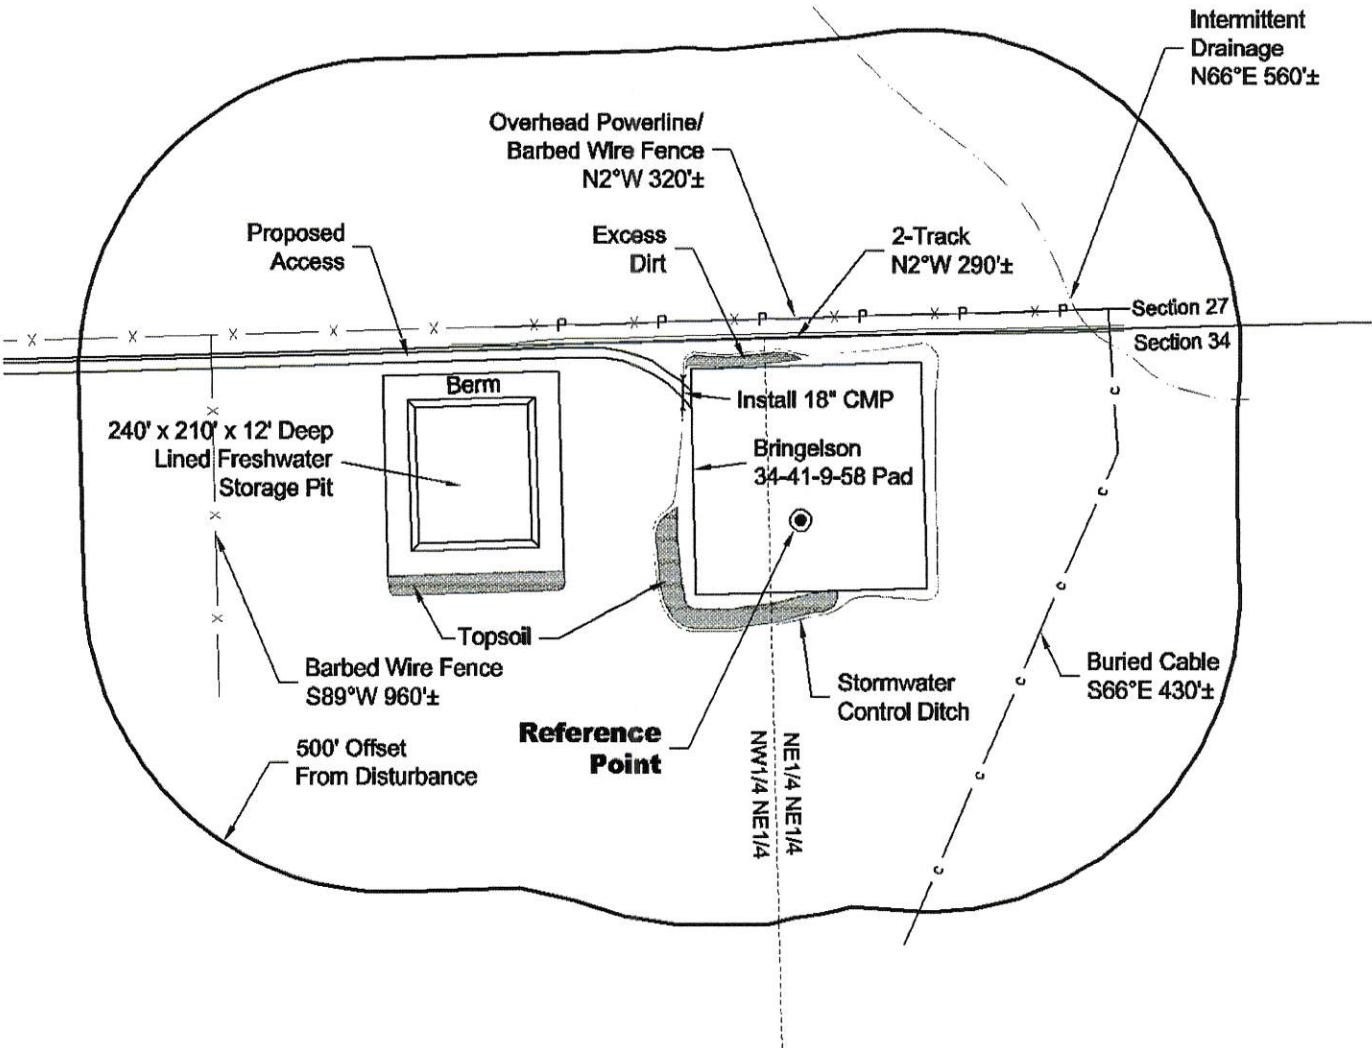 Intermittent
Drainage
N66°E 560'±
Overhead Powerline/
Barbed Wire Fence
N2°W 320'±
Proposed
Access
Excess
Dirt
2-Track
N2°W 290'±
X X X X X X P X P X P X P X P X P
Section 27
Section 34
Berm
Install 18" CMP
240' x 210' x 12' Deep
Lined Freshwater
Storage Pit
Bringelson
34-41-9-58 Pad
X
X
X
C
C
C
C
C
C
Topsoil
Barbed Wire Fence
S89°W 960'±
Buried Cable
S66°E 430'±
Stormwater
Control Ditch
Reference
Point
500' Offset
From Disturbance
NE1/4 NE1/4
NW1/4 NE1/4